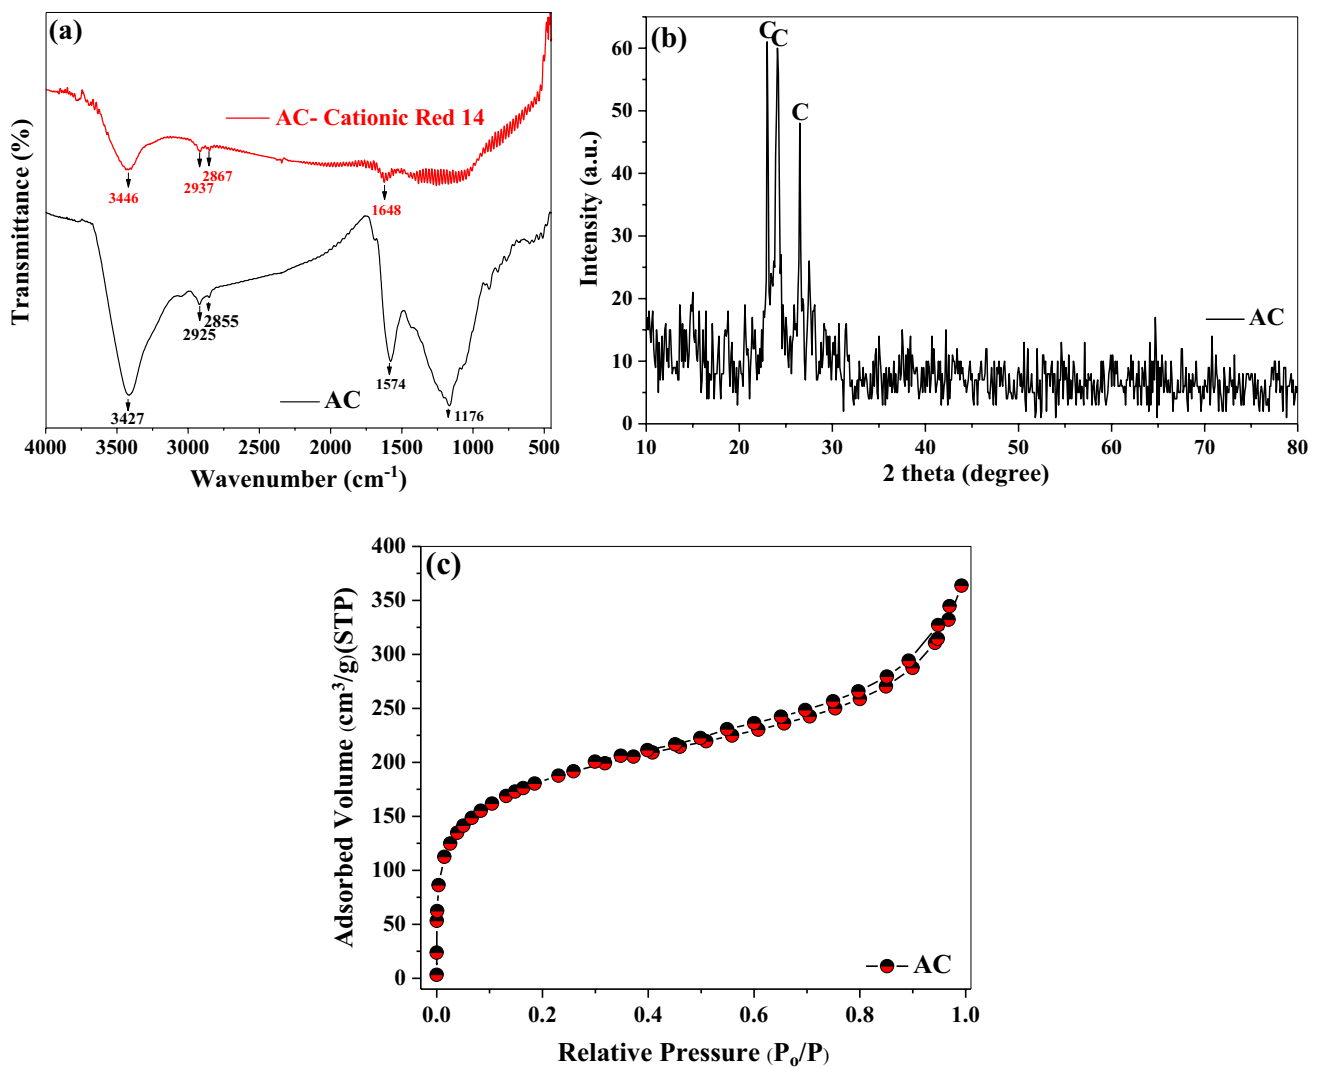 (a)
AC- Cationic Red 14
3446
2937
2867
1648
2925
2855
1574
AC
3427
1176
4000 3500 3000 2500 2000 1500 1000 500
Wavenumber (cm⁻¹)
Transmittance (%)
(b)
C
C
C
AC
60
50
40
30
20
10
0
10 20 30 40 50 60 70 80
2 theta (degree)
Intensity (a.u.)
(c)
400
350
300
250
200
150
100
50
0
AC
0.0 0.2 0.4 0.6 0.8 1.0
Relative Pressure (Pₒ/P)
Adsorbed Volume (cm³/g)(STP)